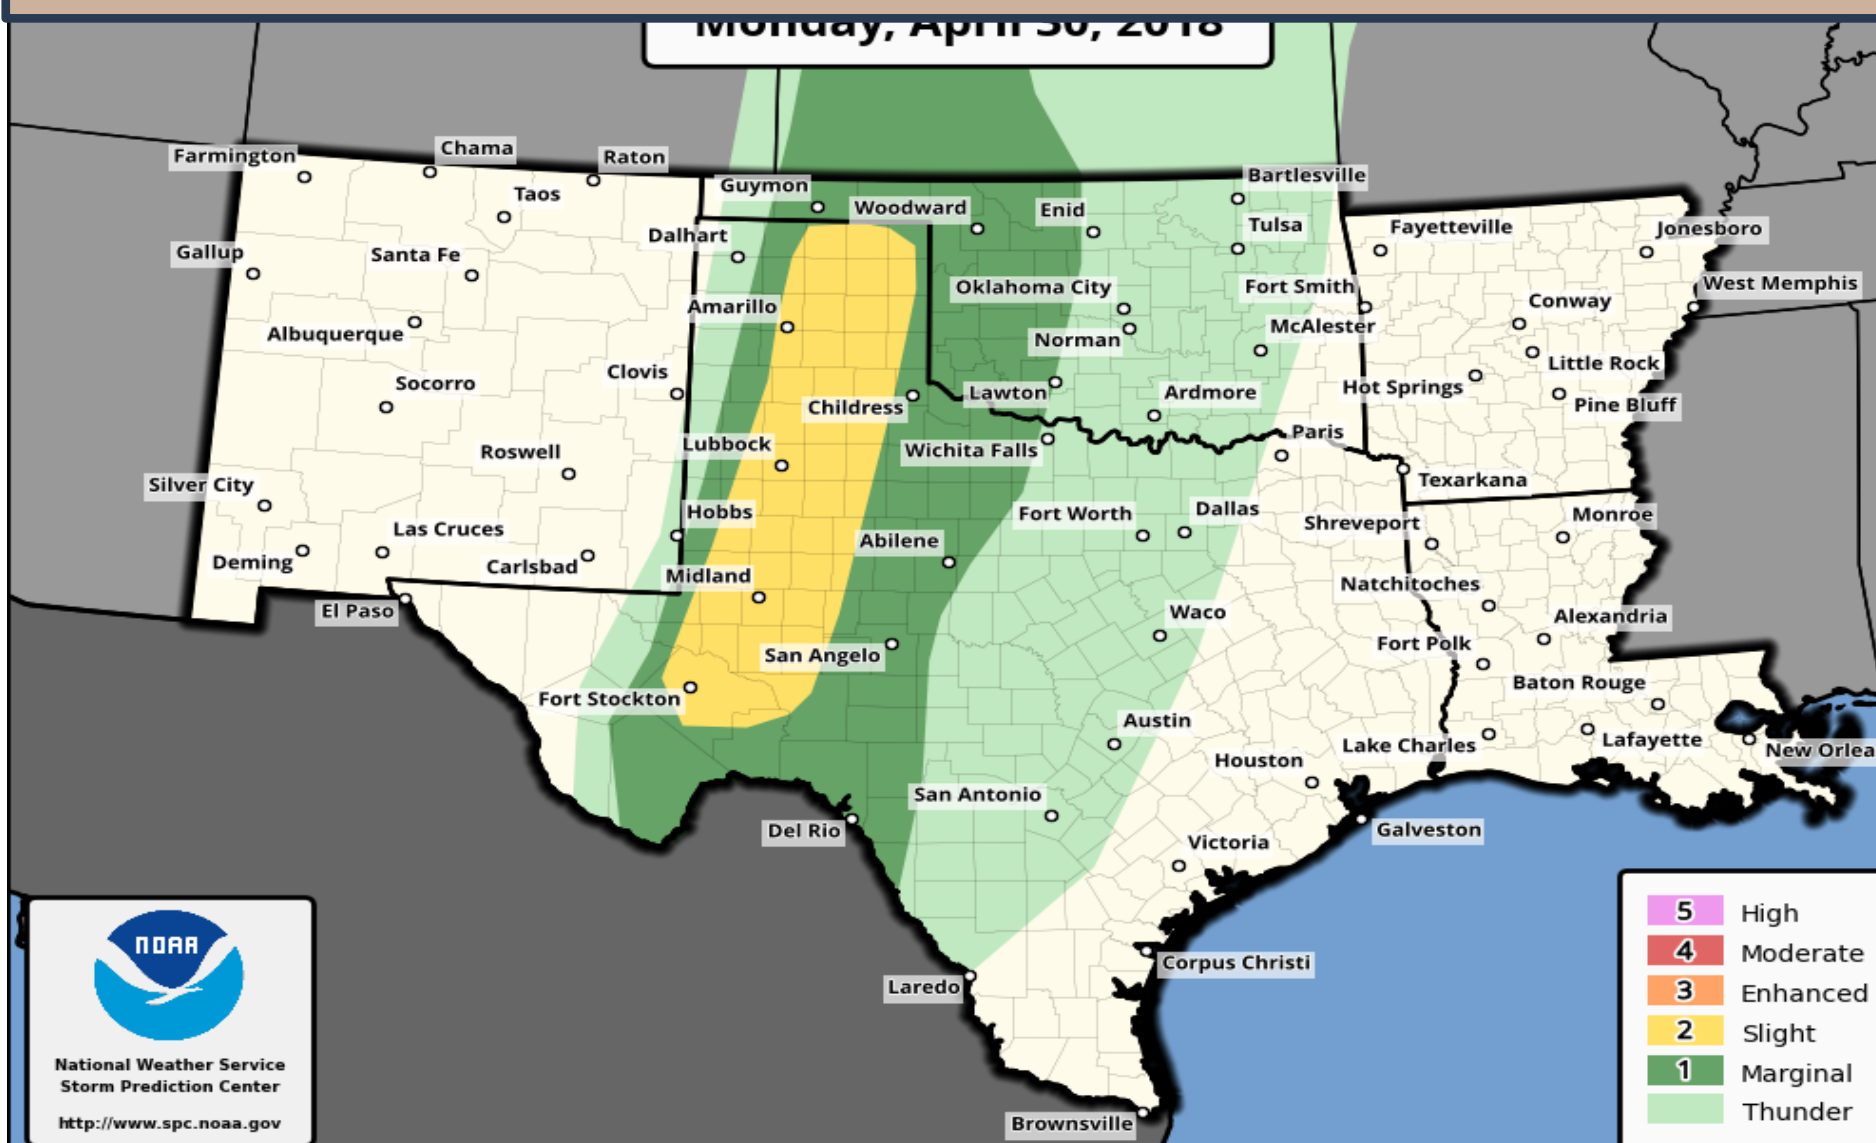 Monday, April 30, 2018
Farmington
Chama
Raton
Taos
Guymon
Woodward
Enid
Bartlesville
Tulsa
Fayetteville
Jonesboro
Gallup
Santa Fe
Dalhart
Oklahoma City
Fort Smith
West Memphis
Albuquerque
Amarillo
Norman
McAlester
Conway
Little Rock
Socorro
Clovis
Childress
Lawton
Ardmore
Hot Springs
Pine Bluff
Roswell
Lubbock
Wichita Falls
Paris
Texarkana
Silver City
Hobbs
Fort Worth
Dallas
Shreveport
Monroe
Las Cruces
Deming
Carlsbad
Midland
Abilene
Natchitoches
El Paso
Waco
Alexandria
San Angelo
Fort Polk
Fort Stockton
Baton Rouge
Austin
Lake Charles
Lafayette
New Orlea
Houston
San Antonio
Del Rio
Galveston
Victoria
Corpus Christi
Laredo
Brownsville
NOAA
National Weather Service
Storm Prediction Center
http://www.spc.noaa.gov
5 High
4 Moderate
3 Enhanced
2 Slight
1 Marginal
Thunder